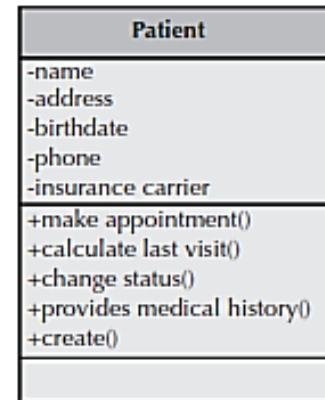 Patient
-name
-address
-birthdate
-phone
-insurance carrier
+make appointment()
+calculate last visit()
+change status()
+provides medical history()
+create()